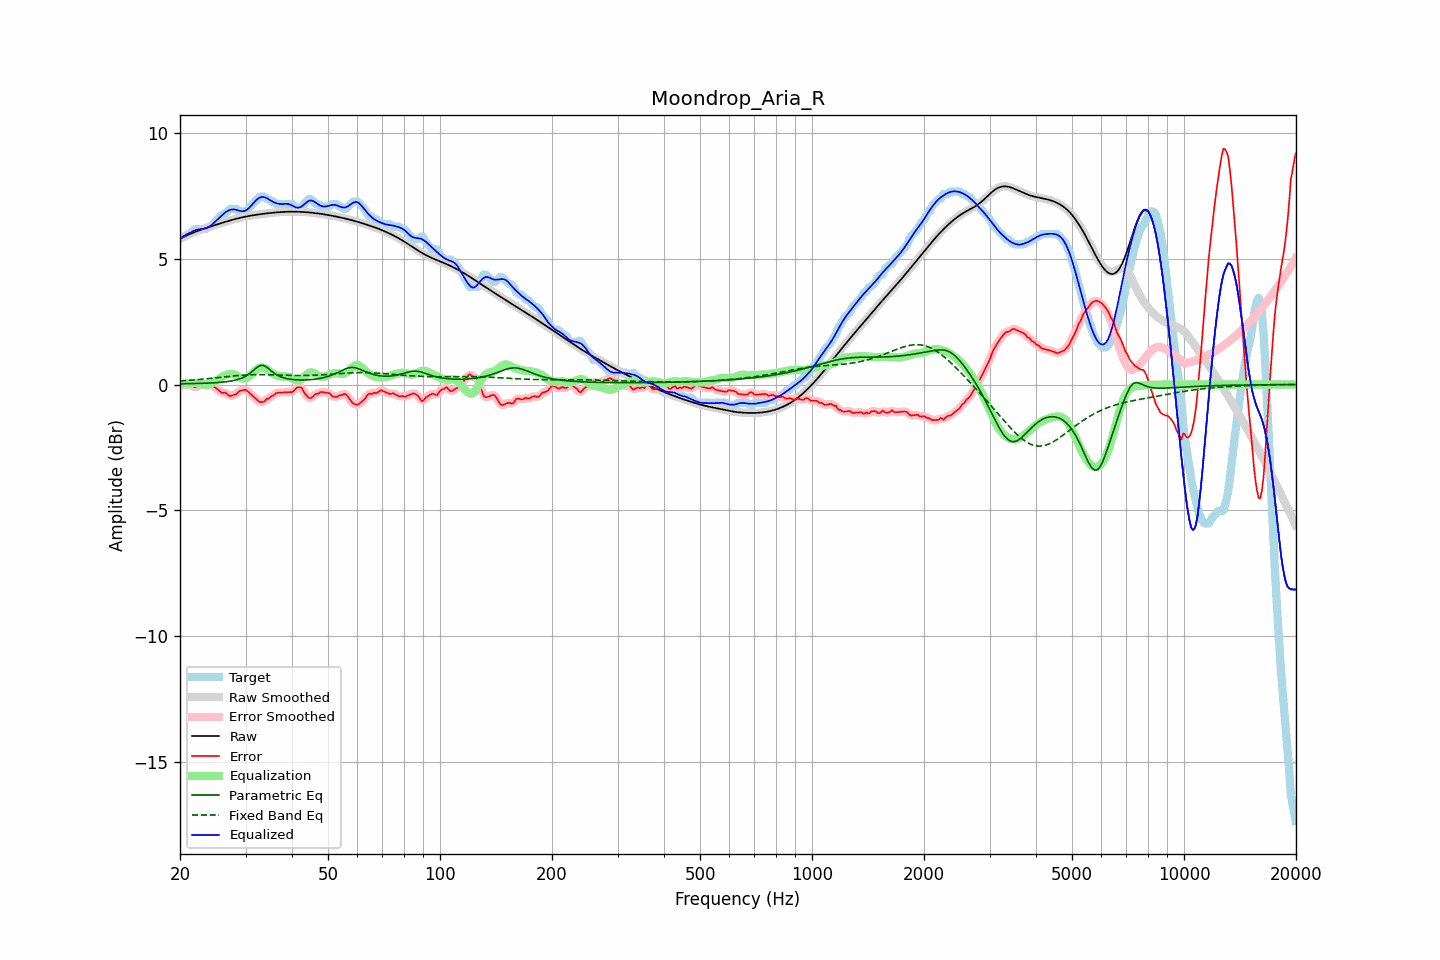 Moondrop_Aria_R
10
5
0
−5
−10
−15
Amplitude (dBr)
Target
Raw Smoothed
Error Smoothed
Raw
Error
Equalization
Parametric Eq
Fixed Band Eq
Equalized
20 50 100 200 500 1000 2000 5000 10000 20000
Frequency (Hz)